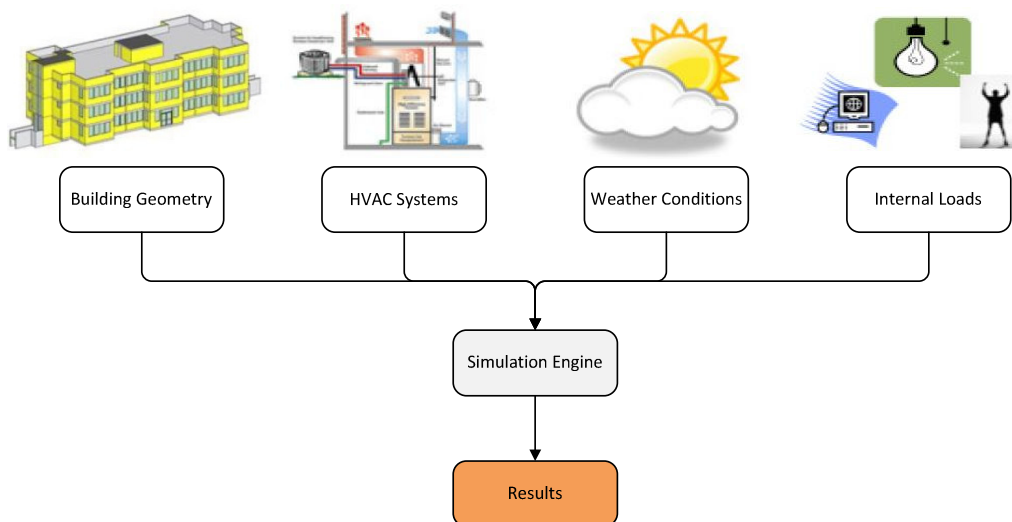 Building Geometry
HVAC Systems
Weather Conditions
Internal Loads
Simulation Engine
Results